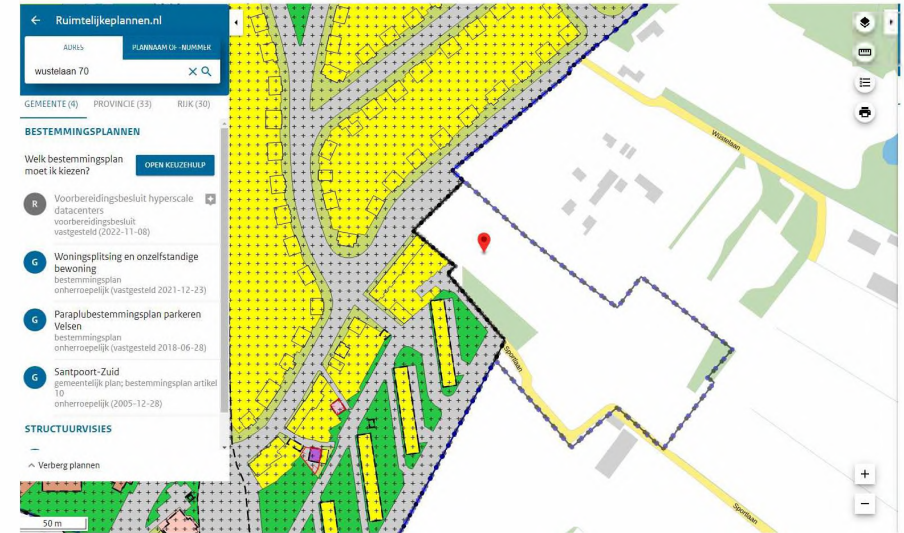 Ruimtelijkeplannen.nl
ADRES
PLANNAAM OF -NUMMER
wustelaan 70
GEMEENTE (4)
PROVINCIE (33)
RIJK (30)
BESTEMMINGSPLANNEN
Welk bestemmingsplan
moet ik kiezen?
OPEN KEUZEHULP
R
Voorbereidingsbesluit hyperscale
datacenters
voorbereidingsbesluit
vastgesteld (2022-11-08)
G
Woningsplitsing en onzelfstandige
bewoning
bestemmingsplan
onherroepelijk (vastgesteld 2021-12-23)
G
Paraplubestemmingsplan parkeren
Velsen
bestemmingsplan
onherroepelijk (vastgesteld 2018-06-28)
G
Santpoort-Zuid
gemeentelijk plan; bestemmingsplan artikel
10
onherroepelijk (2005-12-28)
STRUCTUURVISIES
Verberg plannen
50 m
Wustelaan
Sportlaan
Sportlaan